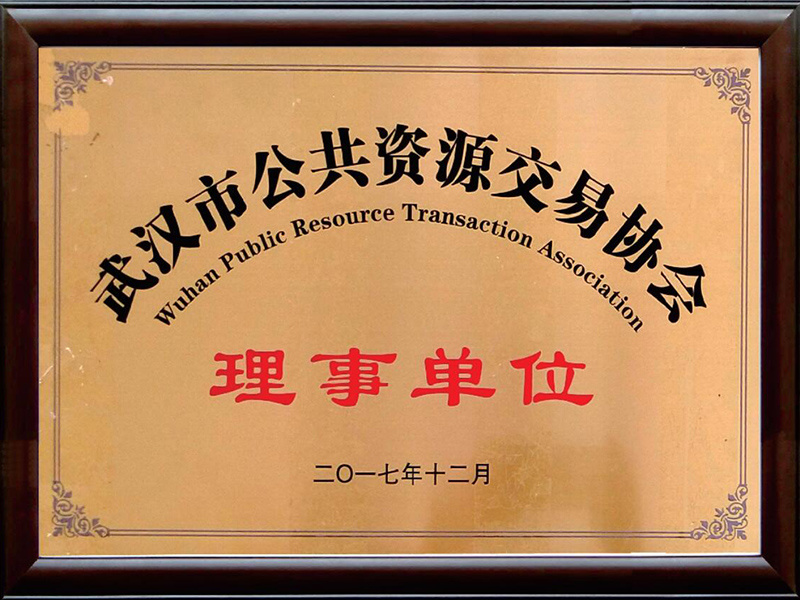 武汉市公共资源交易协会
Wuhan Public Resource Transaction Association
理事单位
二〇一七年十二月